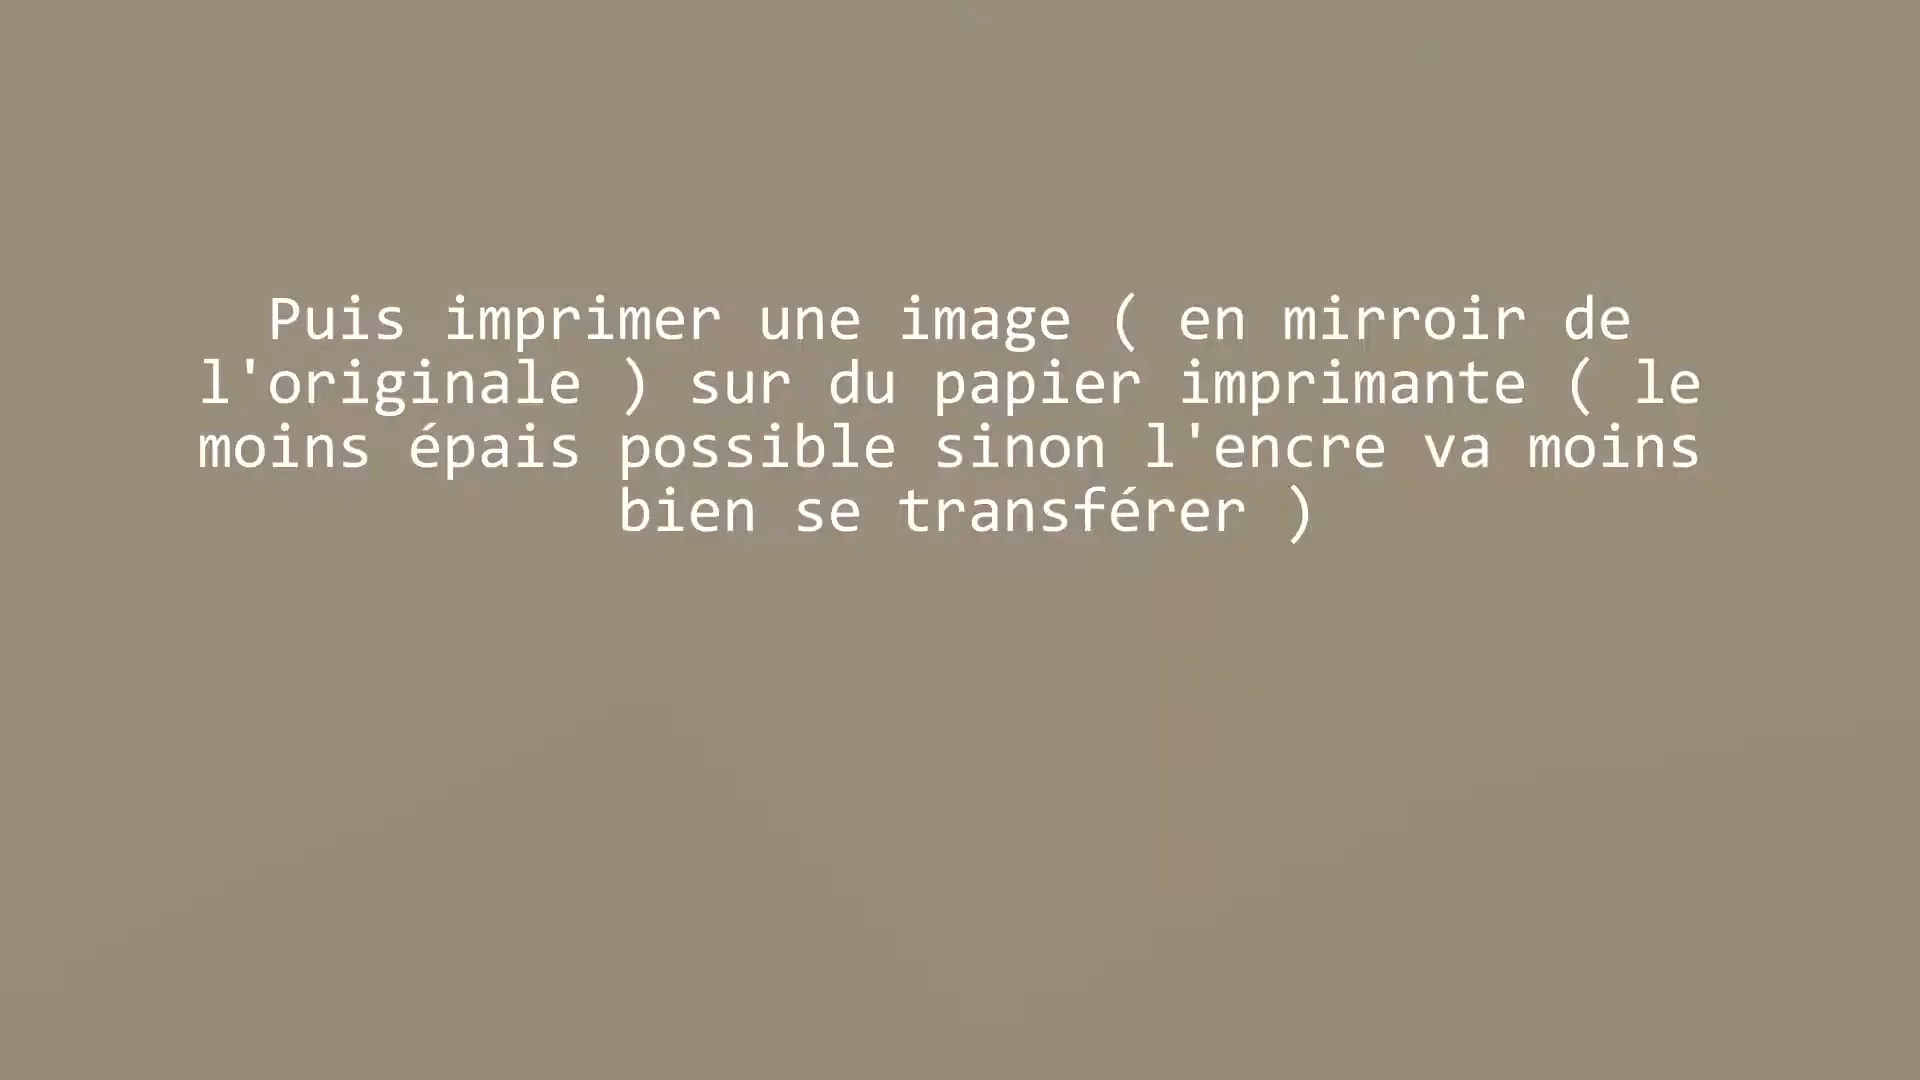 Puis imprimer une image ( en mirroir de
l'originale ) sur du papier imprimante ( le
moins épais possible sinon l'encre va moins
bien se transférer )